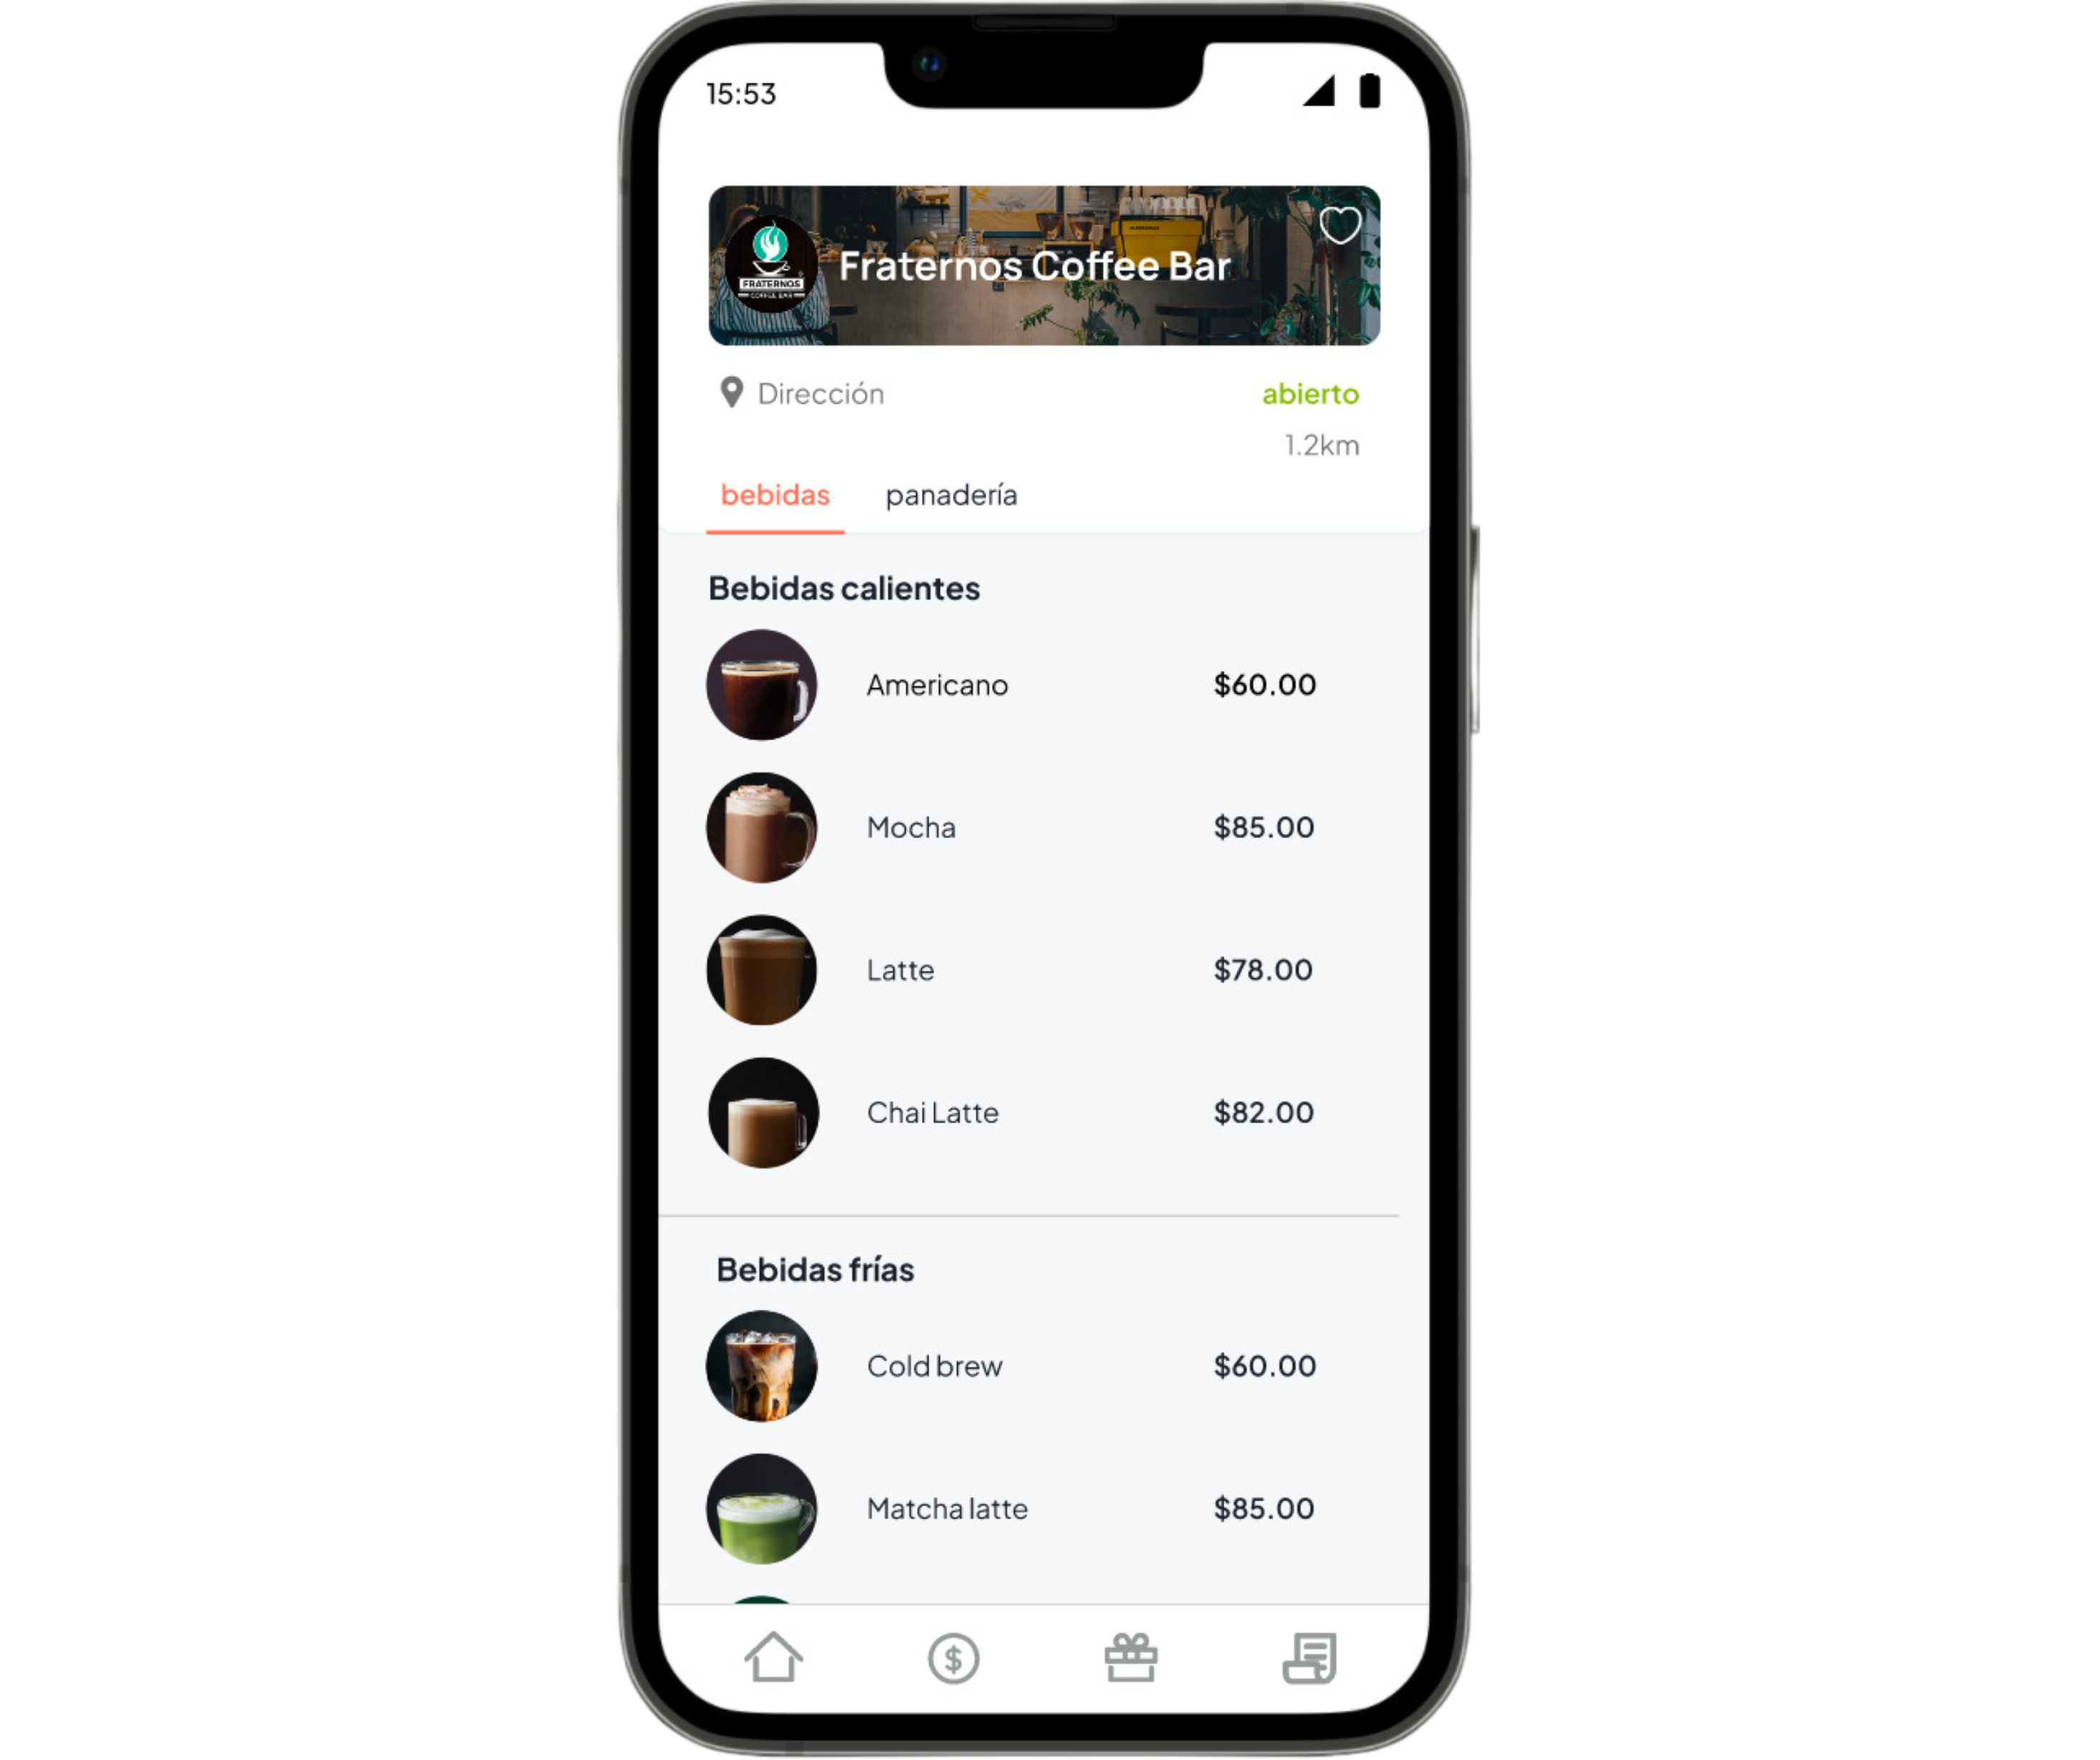 15:53
FRATERNOS
COFFEE BAR
Fraternos Coffee Bar
Dirección
abierto
1.2km
bebidas panadería
Bebidas calientes
Americano $60.00
Mocha $85.00
Latte $78.00
Chai Latte $82.00
Bebidas frías
Cold brew $60.00
Matcha latte $85.00
$